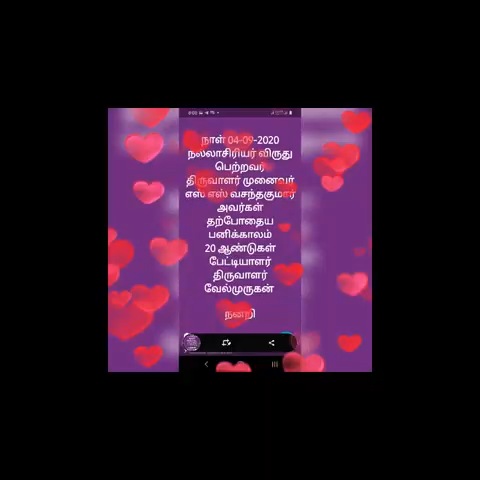 நாள் 04-09-2020
நல்லாசிரியர் விருது
பெற்றவர்
திருவாளர் முனைவர்
எஸ் எஸ் வசந்தகுமார்
அவர்கள்
தற்போதைய
பனிக்காலம்
20 ஆண்டுகள்
பேட்டியாளர்
திருவாளர்
வேல்முருகன்
நன்றி